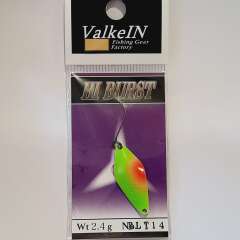 ValkeIN
Fishing Gear
Factory
Hi BURST
Wt 2.4g